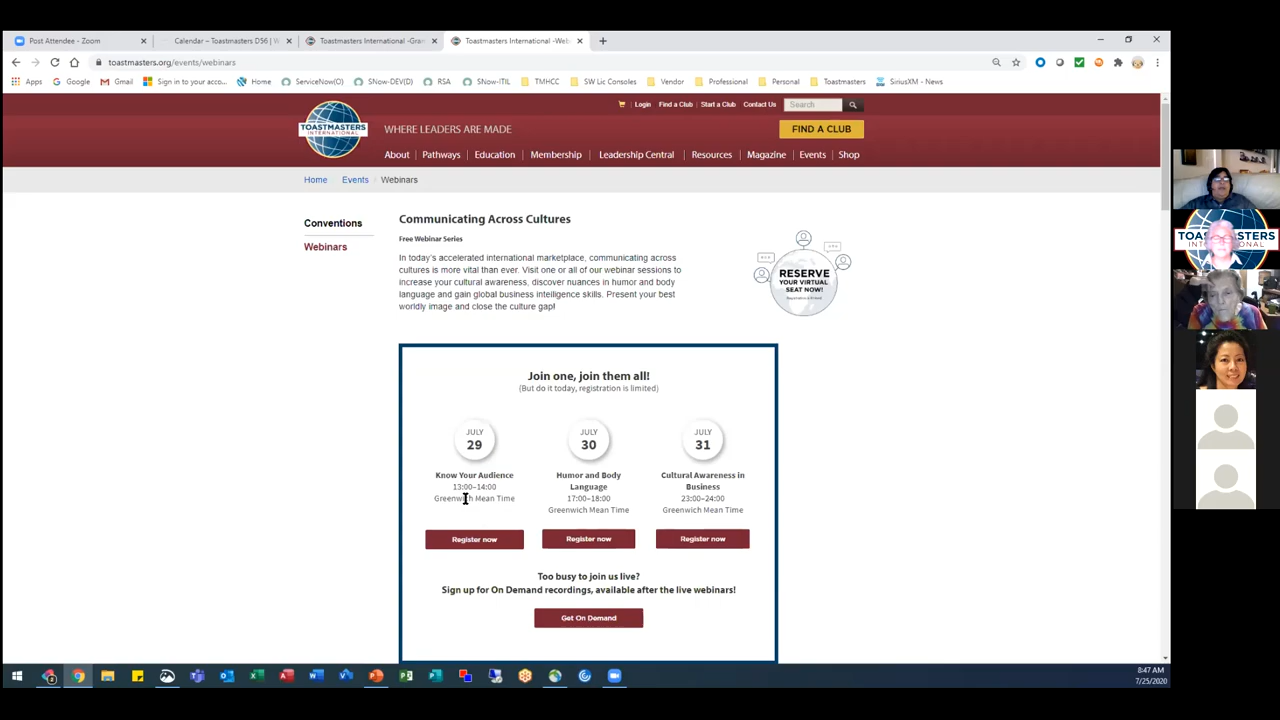 Post Attendee - Zoom
Calendar – Toastmasters D56 | W
Toastmasters International -Gran
Toastmasters International -Web
toastmasters.org/events/webinars
Apps Google Gmail Sign in to your acco... Home ServiceNow(O) SNow-DEV(D) RSA SNow-ITIL TMHCC SW Lic Consoles Vendor Professional Personal Toastmasters SiriusXM - News
Login Find a Club Start a Club Contact Us Search
TOASTMASTERS
INTERNATIONAL
WHERE LEADERS ARE MADE
FIND A CLUB
About Pathways Education Membership Leadership Central Resources Magazine Events Shop
Home Events Webinars
Conventions
Webinars
Communicating Across Cultures
Free Webinar Series
In today's accelerated international marketplace, communicating across
cultures is more vital than ever. Visit one or all of our webinar sessions to
increase your cultural awareness, discover nuances in humor and body
language and gain global business intelligence skills. Present your best
worldly image and close the culture gap!
RESERVE
YOUR VIRTUAL
SEAT NOW!
Join one, join them all!
(But do it today, registration is limited)
JULY
29
Know Your Audience
13:00–14:00
Greenwich Mean Time
Register now
JULY
30
Humor and Body
Language
17:00–18:00
Greenwich Mean Time
Register now
JULY
31
Cultural Awareness in
Business
23:00–24:00
Greenwich Mean Time
Register now
Too busy to join us live?
Sign up for On Demand recordings, available after the live webinars!
Get On Demand
8:47 AM
7/25/2020